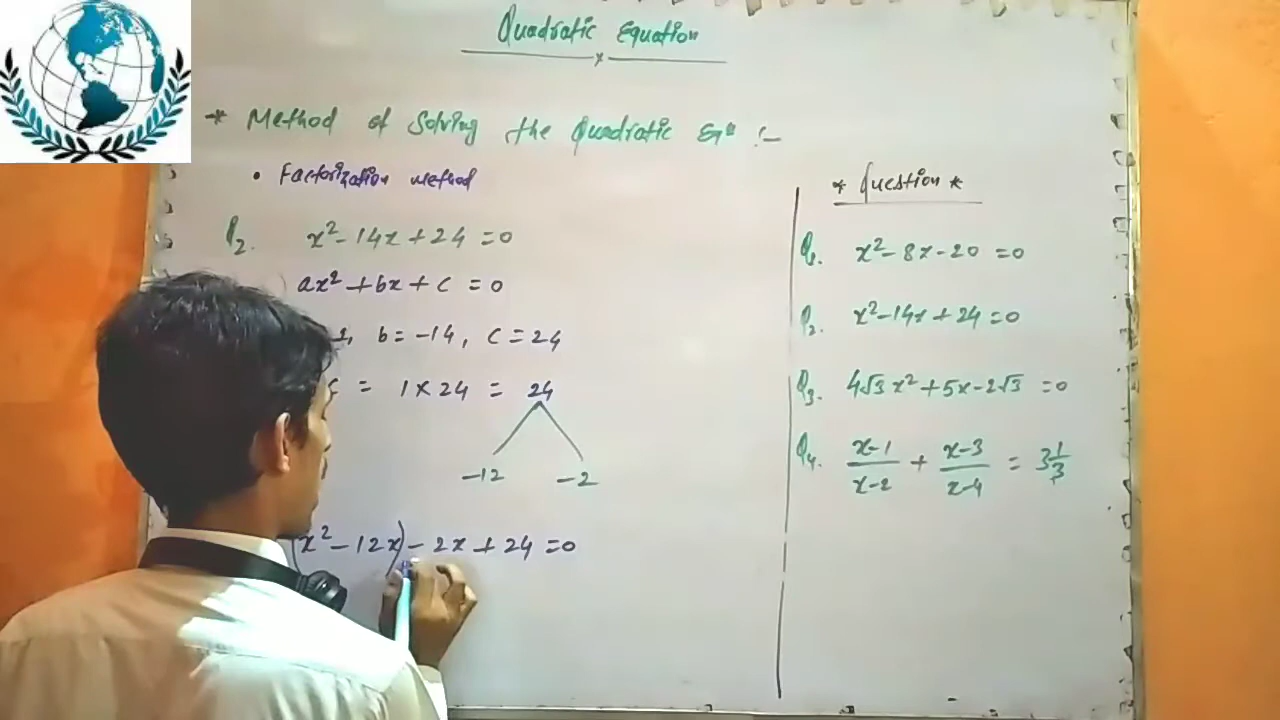 Quadratic Equation
* Method of Solving the Quadratic Eqⁿ :-
• Factorization method
Q2. x² - 14x + 24 = 0
ax² + bx + c = 0
b = -14, c = 24
c = 1 × 24 = 24
-12 -2
(x² - 12x) - 2x + 24 = 0
* Question *
Q1. x² - 8x - 20 = 0
Q2. x² - 14x + 24 = 0
Q3. 4√3 x² + 5x - 2√3 = 0
Q4. x-1/x-2 + x-3/x-4 = 3 1/3